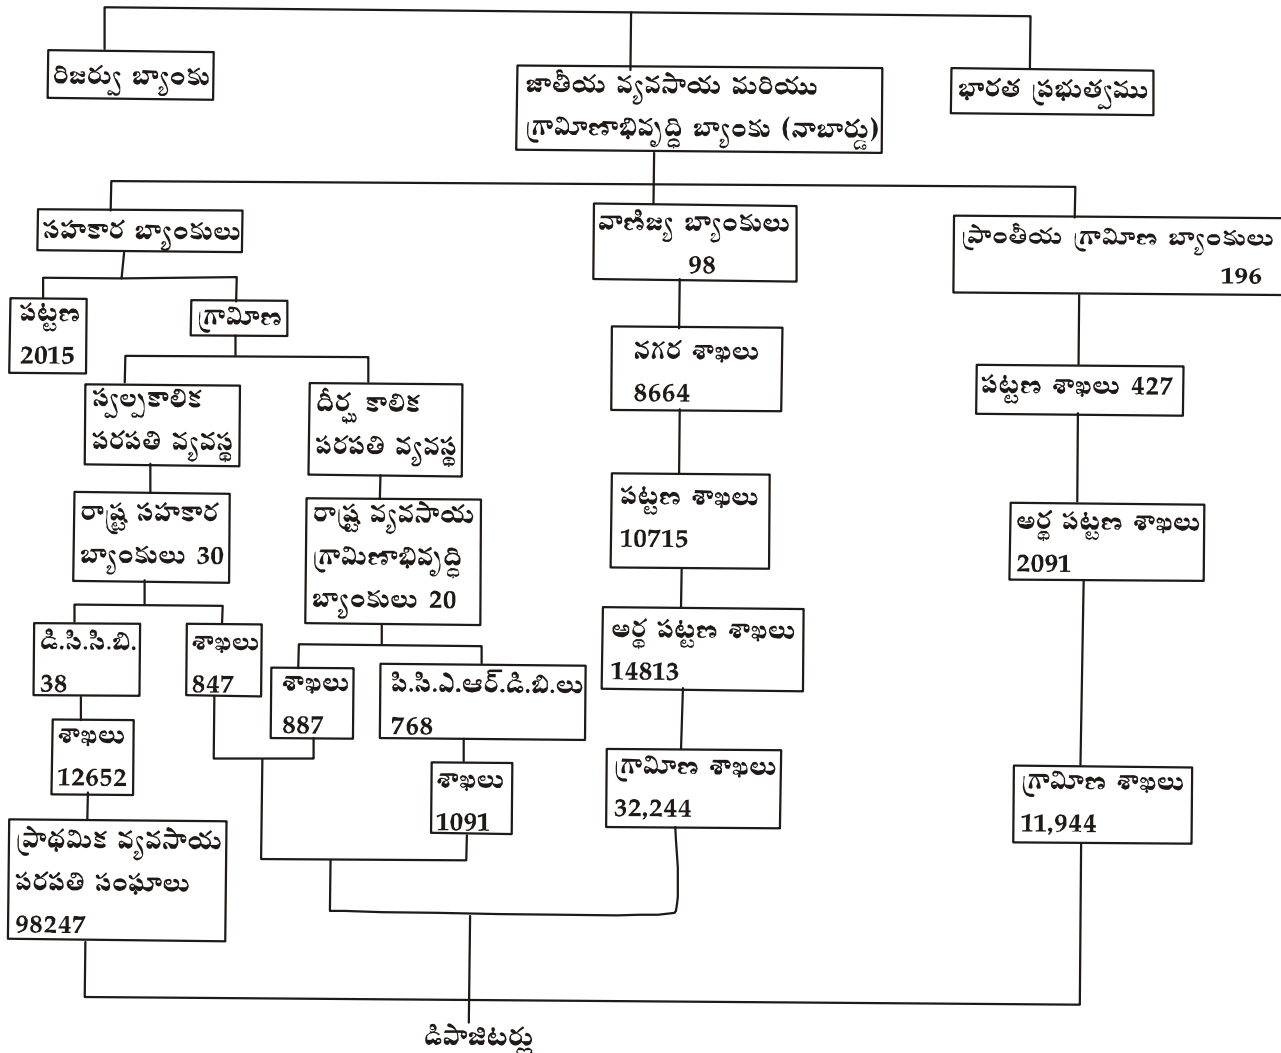 రిజర్వు బ్యాంకు
జాతీయ వ్యవసాయ మరియు
గ్రామీణాభివృద్ధి బ్యాంకు (నాబార్డు)
భారత ప్రభుత్వము
సహకార బ్యాంకులు
వాణిజ్య బ్యాంకులు
98
ప్రాంతీయ గ్రామీణ బ్యాంకులు
196
పట్టణ
2015
గ్రామీణ
స్వల్పకాలిక
పరపతి వ్యవస్థ
దీర్ఘ కాలిక
పరపతి వ్యవస్థ
నగర శాఖలు
8664
పట్టణ శాఖలు 427
రాష్ట్ర సహకార
బ్యాంకులు 30
రాష్ట్ర వ్యవసాయ
గ్రామిణాభివృద్ధి
బ్యాంకులు 20
పట్టణ శాఖలు
10715
అర్థ పట్టణ శాఖలు
2091
డి.సి.సి.బి.
38
శాఖలు
847
శాఖలు
887
పి.సి.ఎ.ఆర్.డి.బి.లు
768
అర్థ పట్టణ శాఖలు
14813
శాఖలు
12652
శాఖలు
1091
గ్రామీణ శాఖలు
32,244
గ్రామీణ శాఖలు
11,944
ప్రాథమిక వ్యవసాయ
పరపతి సంఘాలు
98247
డిపాజిటర్లు